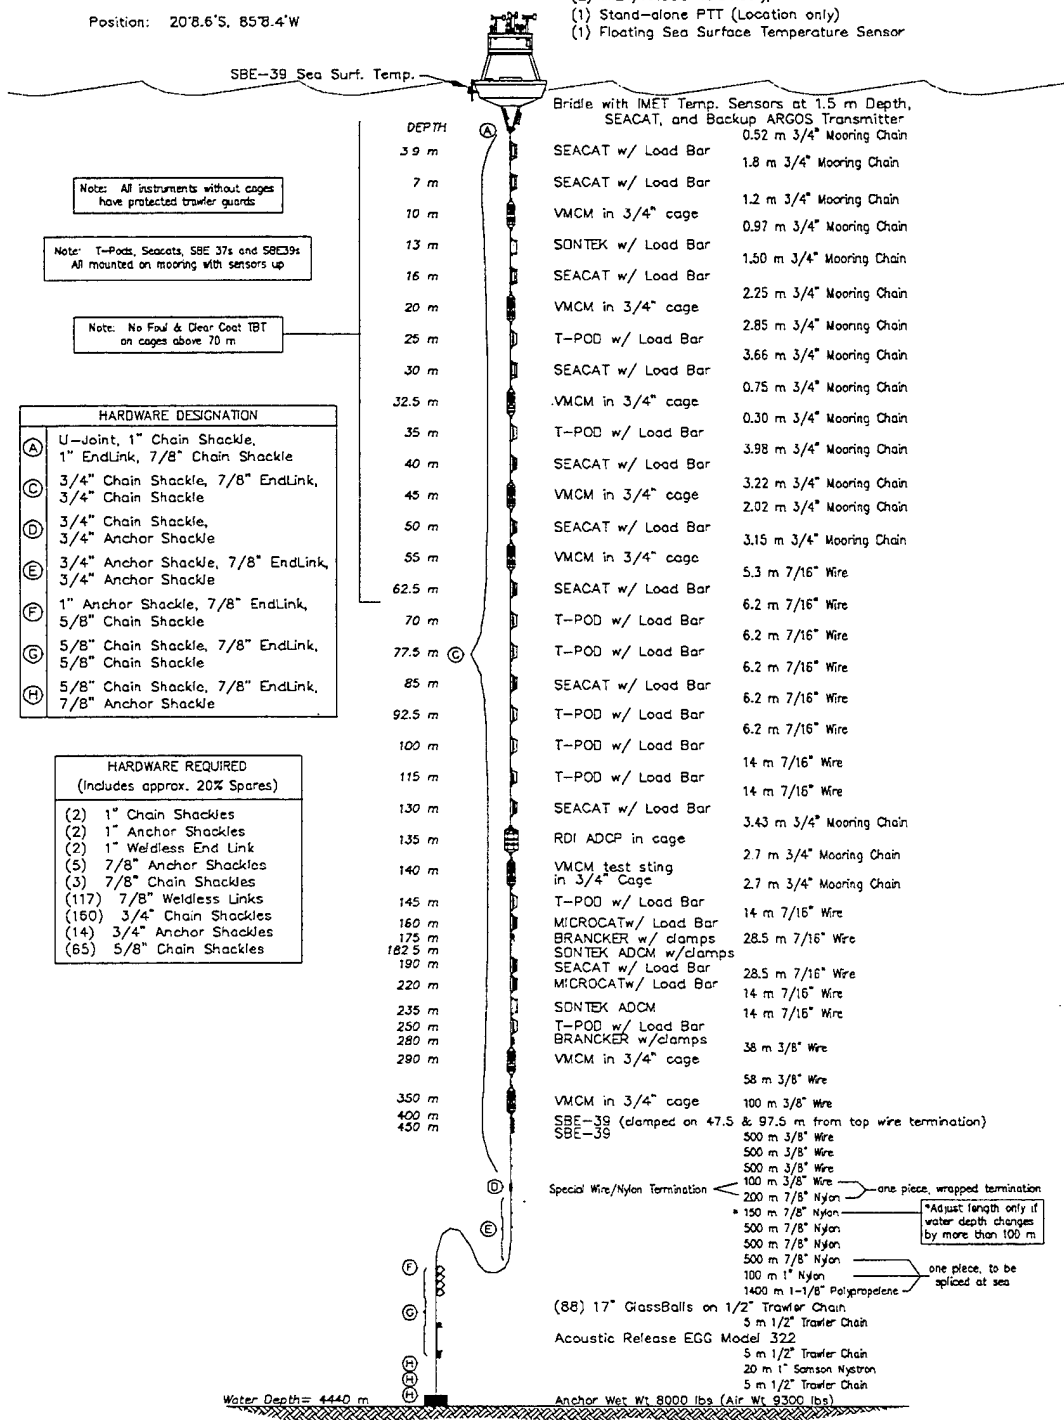 Position: 20°8.6'S, 85°8.4'W
(1) Stand-alone PTT (Location only)
(1) Floating Sea Surface Temperature Sensor
SBE-39 Sea Surf. Temp.
Bridle with IMET Temp. Sensors at 1.5 m Depth,
SEACAT, and Backup ARGOS Transmitter
DEPTH
A
0.52 m 3/4" Mooring Chain
3.9 m SEACAT w/ Load Bar
1.8 m 3/4" Mooring Chain
Note: All instruments without cages
have protected trawler guards
7 m SEACAT w/ Load Bar
1.2 m 3/4" Mooring Chain
10 m VMCM in 3/4" cage
0.97 m 3/4" Mooring Chain
Note: T-Pods, Seacats, SBE 37s and SBE39s
All mounted on mooring with sensors up
13 m SONTEK w/ Load Bar
1.50 m 3/4" Mooring Chain
16 m SEACAT w/ Load Bar
2.25 m 3/4" Mooring Chain
20 m VMCM in 3/4" cage
2.85 m 3/4" Mooring Chain
Note: No Foul & Clear Coat TBT
on cages above 70 m
25 m T-POD w/ Load Bar
3.66 m 3/4" Mooring Chain
30 m SEACAT w/ Load Bar
0.75 m 3/4" Mooring Chain
32.5 m VMCM in 3/4" cage
0.30 m 3/4" Mooring Chain
35 m T-POD w/ Load Bar
3.98 m 3/4" Mooring Chain
40 m SEACAT w/ Load Bar
3.22 m 3/4" Mooring Chain
45 m VMCM in 3/4" cage
2.02 m 3/4" Mooring Chain
50 m SEACAT w/ Load Bar
3.15 m 3/4" Mooring Chain
55 m VMCM in 3/4" cage
5.3 m 7/16" Wire
62.5 m SEACAT w/ Load Bar
6.2 m 7/16" Wire
70 m T-POD w/ Load Bar
6.2 m 7/16" Wire
77.5 m C T-POD w/ Load Bar
6.2 m 7/16" Wire
85 m SEACAT w/ Load Bar
6.2 m 7/16" Wire
92.5 m T-POD w/ Load Bar
6.2 m 7/16" Wire
100 m T-POD w/ Load Bar
14 m 7/16" Wire
115 m T-POD w/ Load Bar
14 m 7/16" Wire
130 m SEACAT w/ Load Bar
3.43 m 3/4" Mooring Chain
135 m RDI ADCP in cage
2.7 m 3/4" Mooring Chain
140 m VMCM test sting
in 3/4" Cage
2.7 m 3/4" Mooring Chain
145 m T-POD w/ Load Bar
14 m 7/16" Wire
160 m MICROCATw/ Load Bar
175 m BRANCKER w/ clamps 28.5 m 7/16" Wire
182.5 m SONTEK ADCM w/clamps
190 m SEACAT w/ Load Bar
28.5 m 7/16" Wire
220 m MICROCATw/ Load Bar
14 m 7/16" Wire
235 m SONTEK ADCM
14 m 7/16" Wire
250 m T-POD w/ Load Bar
280 m BRANCKER w/clamps
38 m 3/8" Wire
290 m VMCM in 3/4" cage
58 m 3/8" Wire
350 m VMCM in 3/4" cage
100 m 3/8" Wire
400 m SBE-39 (clamped on 47.5 & 97.5 m from top wire termination)
450 m SBE-39
500 m 3/8" Wire
500 m 3/8" Wire
500 m 3/8" Wire
D
Special Wire/Nylon Termination
100 m 3/8" Wire
200 m 7/8" Nylon
one piece, wrapped termination
* 150 m 7/8" Nylon
*Adjust length only if
water depth changes
by more than 100 m
E
500 m 7/8" Nylon
500 m 7/8" Nylon
500 m 7/8" Nylon
100 m 1" Nylon
1400 m 1-1/8" Polypropelene
one piece, to be
spliced at sea
F
(88) 17" GlassBalls on 1/2" Trawler Chain
G
5 m 1/2" Trawler Chain
Acoustic Release EGG Model 322
5 m 1/2" Trawler Chain
H
20 m 1" Samson Nystron
H
5 m 1/2" Trawler Chain
H
Water Depth= 4440 m
Anchor Wet Wt 8000 lbs (Air Wt 9300 lbs)
HARDWARE DESIGNATION
A U-Joint, 1" Chain Shackle,
1" EndLink, 7/8" Chain Shackle
C 3/4" Chain Shackle, 7/8" EndLink,
3/4" Chain Shackle
D 3/4" Chain Shackle,
3/4" Anchor Shackle
E 3/4" Anchor Shackle, 7/8" EndLink,
3/4" Anchor Shackle
F 1" Anchor Shackle, 7/8" EndLink,
5/8" Chain Shackle
G 5/8" Chain Shackle, 7/8" EndLink,
5/8" Chain Shackle
H 5/8" Chain Shackle, 7/8" EndLink,
7/8" Anchor Shackle
HARDWARE REQUIRED
(Includes approx. 20% Spares)
(2) 1" Chain Shackles
(2) 1" Anchor Shackles
(2) 1" Weldless End Link
(5) 7/8" Anchor Shackles
(3) 7/8" Chain Shackles
(117) 7/8" Weldless Links
(160) 3/4" Chain Shackles
(14) 3/4" Anchor Shackles
(65) 5/8" Chain Shackles